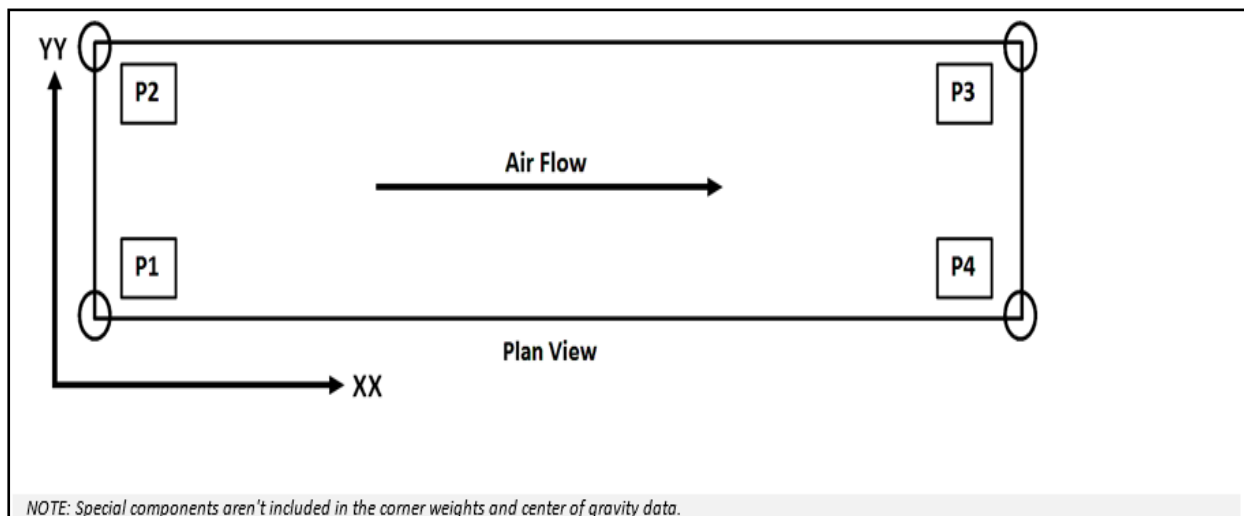 YY
P2
P3
Air Flow
P1
P4
Plan View
XX
NOTE: Special components aren't included in the corner weights and center of gravity data.